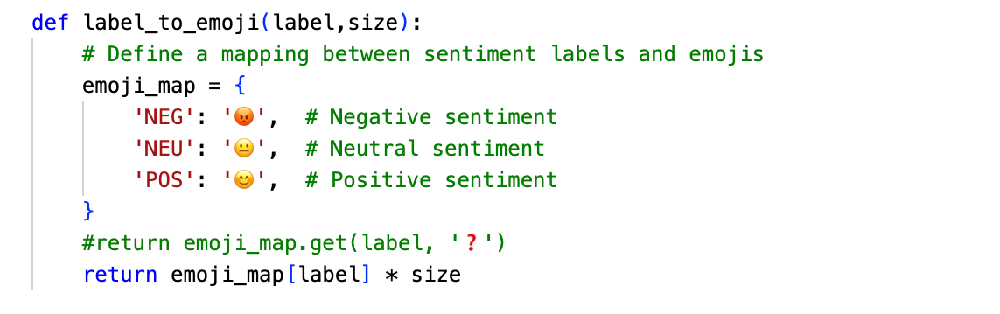 def label_to_emoji(label,size):
    # Define a mapping between sentiment labels and emojis
    emoji_map = {
        'NEG': '😡',  # Negative sentiment
        'NEU': '😐',  # Neutral sentiment
        'POS': '😊',  # Positive sentiment
    }
    #return emoji_map.get(label, '❓')
    return emoji_map[label] * size